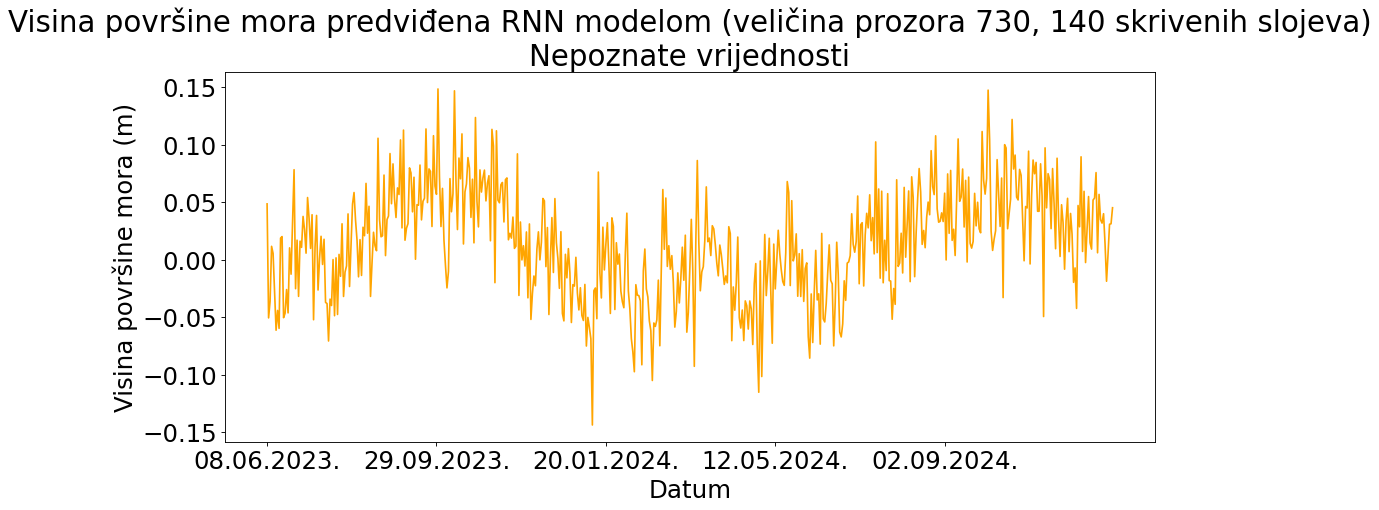 Visina površine mora predviđena RNN modelom (veličina prozora 730, 140 skrivenih slojeva)
Nepoznate vrijednosti
Visina površine mora (m)
0.15
0.10
0.05
0.00
−0.05
−0.10
−0.15
08.06.2023. 29.09.2023. 20.01.2024. 12.05.2024. 02.09.2024.
Datum